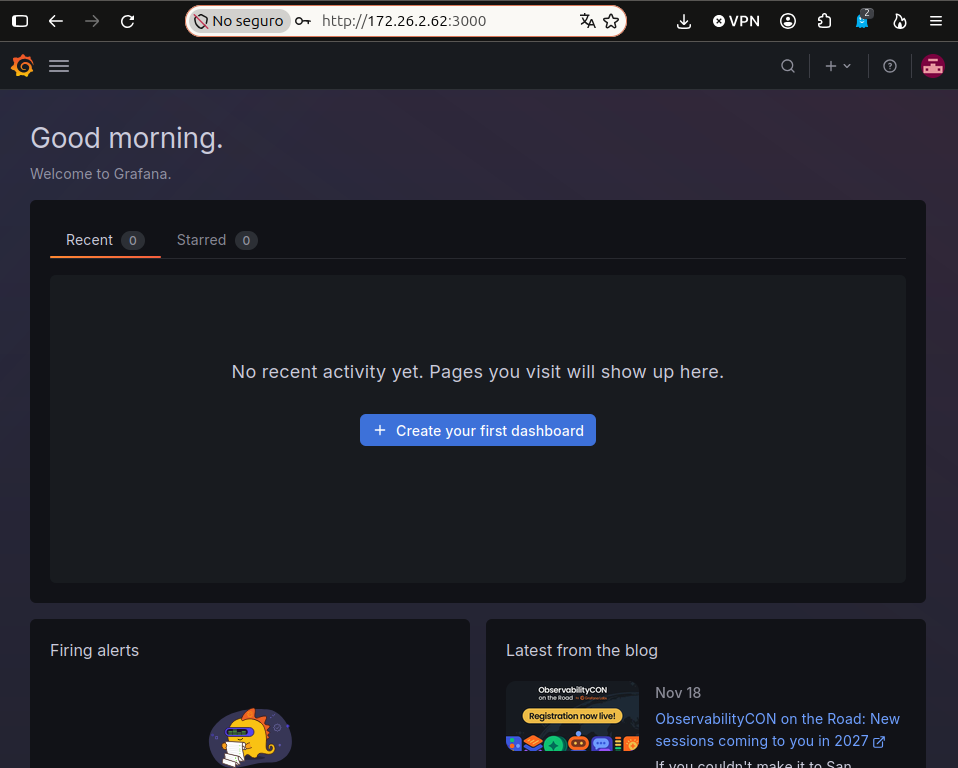 No seguro
http://172.26.2.62:3000
VPN
2
Good morning.
Welcome to Grafana.
Recent 0
Starred 0
No recent activity yet. Pages you visit will show up here.
+ Create your first dashboard
Firing alerts
Latest from the blog
ObservabilityCON
on the Road
Registration now live!
Nov 18
ObservabilityCON on the Road: New
sessions coming to you in 2027
If you couldn't make it to San